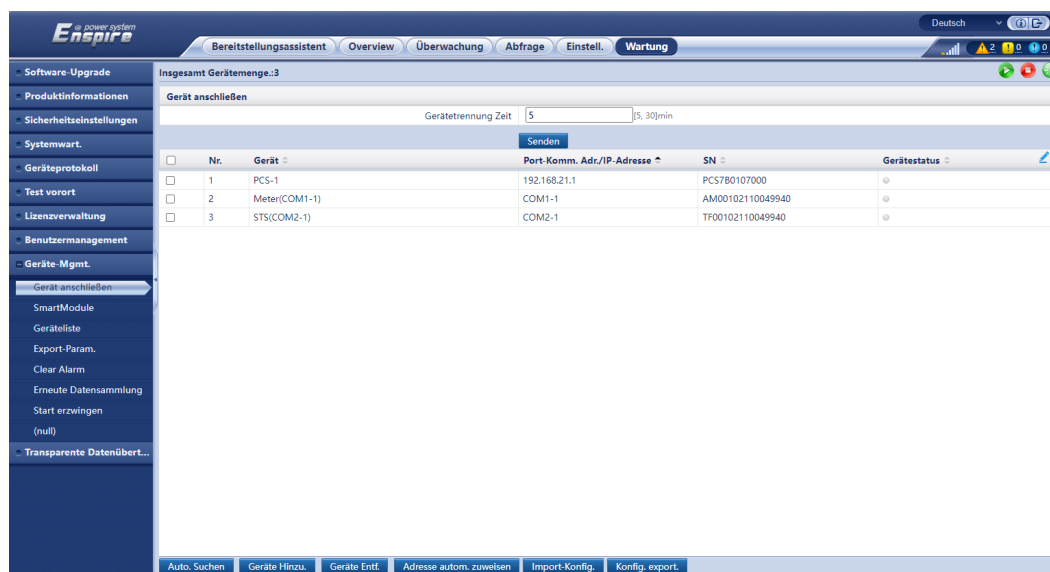 e power system
Enspire
Deutsch
Bereitstellungsassistent Overview Überwachung Abfrage Einstell. Wartung
2 0 0
Software-Upgrade
Produktinformationen
Sicherheitseinstellungen
Systemwart.
Geräteprotokoll
Test vorort
Lizenzverwaltung
Benutzermanagement
Geräte-Mgmt.
Gerät anschließen
SmartModule
Geräteliste
Export-Param.
Clear Alarm
Erneute Datensammlung
Start erzwingen
(null)
Transparente Datenübert...
Insgesamt Gerätemenge.:3
Gerät anschließen
Gerätetrennung Zeit 5 [5, 30]min
Senden
Nr. Gerät Port-Komm. Adr./IP-Adresse SN Gerätestatus
1 PCS-1 192.168.21.1 PCS7B0107000
2 Meter(COM1-1) COM1-1 AM00102110049940
3 STS(COM2-1) COM2-1 TF00102110049940
Auto. Suchen Geräte Hinzu. Geräte Entf. Adresse autom. zuweisen Import-Konfig. Konfig. export.